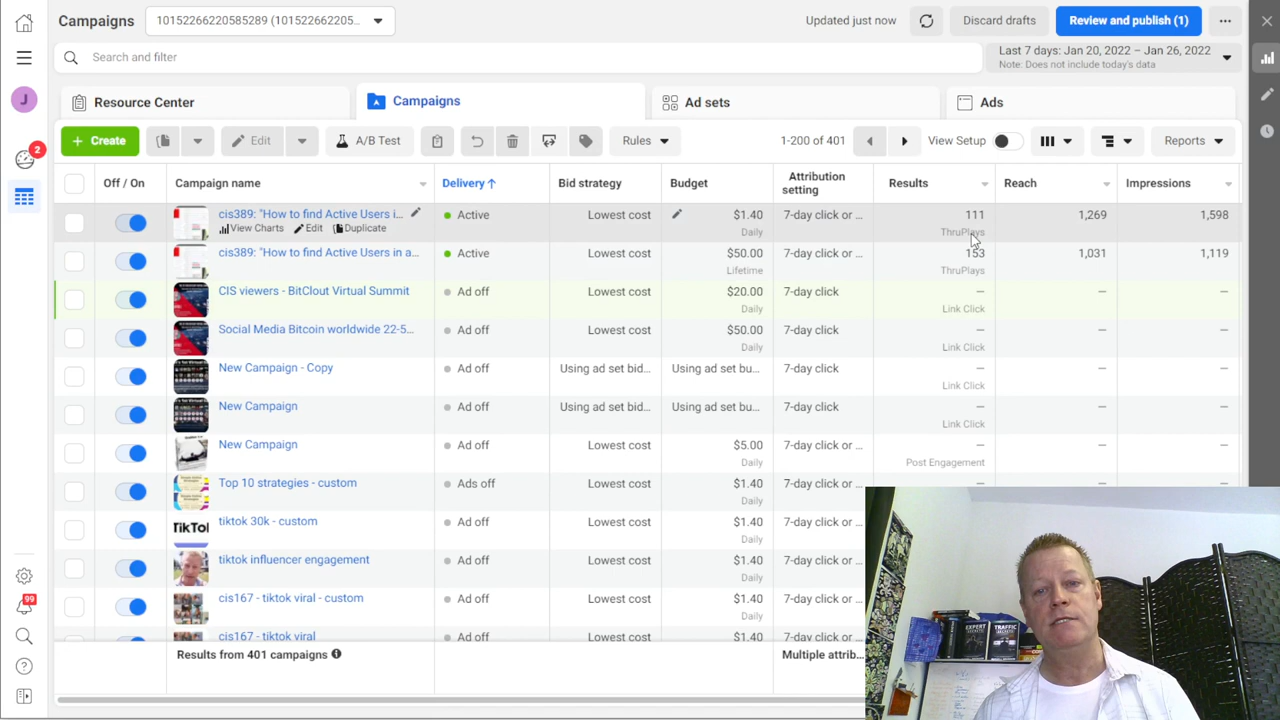 Campaigns
10152266220585289 (101522662205...
Updated just now
Discard drafts
Review and publish (1)
Search and filter
Last 7 days: Jan 20, 2022 – Jan 26, 2022
Note: Does not include today's data
J
2
Resource Center
Campaigns
Ad sets
Ads
+ Create
Edit
A/B Test
Rules
1-200 of 401
View Setup
Reports
Off / On
Campaign name
Delivery ↑
Bid strategy
Budget
Attribution
setting
Results
Reach
Impressions
cis389: "How to find Active Users i...
View Charts
Edit
Duplicate
Active
Lowest cost
$1.40
Daily
7-day click or ...
111
ThruPlays
1,269
1,598
cis389: "How to find Active Users in a...
Active
Lowest cost
$50.00
Lifetime
7-day click or ...
153
ThruPlays
1,031
1,119
CIS viewers - BitClout Virtual Summit
Ad off
Lowest cost
$20.00
Daily
7-day click
–
Link Click
–
–
Social Media Bitcoin worldwide 22-5...
Ad off
Lowest cost
$50.00
Daily
7-day click
–
Link Click
–
–
New Campaign - Copy
Ad off
Using ad set bid...
Using ad set bu...
7-day click
–
Link Click
–
–
New Campaign
Ad off
Using ad set bid...
Using ad set bu...
7-day click
–
Link Click
–
–
New Campaign
Ad off
Lowest cost
$5.00
Daily
7-day click or ...
–
Post Engagement
–
–
Top 10 strategies - custom
Ads off
Lowest cost
$1.40
Daily
7-day click or ...
–
–
–
TikTo
tiktok 30k - custom
Ad off
Lowest cost
$1.40
Daily
7-day click or ...
tiktok influencer engagement
Ad off
Lowest cost
$1.40
Daily
7-day click or ...
cis167 - tiktok viral - custom
Ad off
Lowest cost
$1.40
Daily
7-day click or ...
cis167 - tiktok viral
Ad off
Lowest cost
$1.40
7-day click or ...
99
Results from 401 campaigns
Multiple attrib...
EXPERT
SECRETS
TRAFFIC
SECRETS